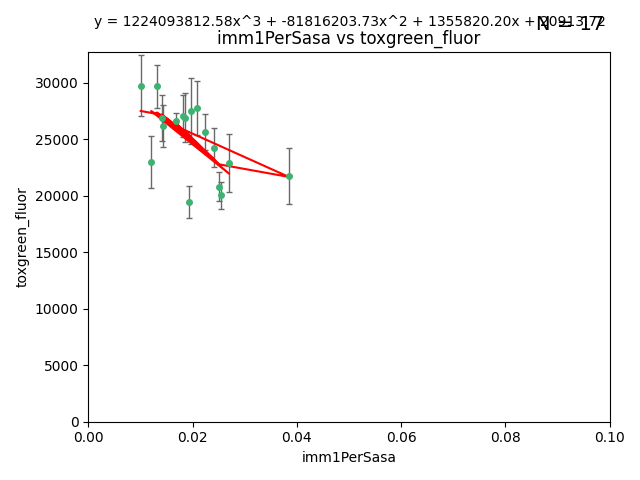 y = 1224093812.58x^3 + -81816203.73x^2 + 1355820.20x + 20913.72
N = 17
imm1PerSasa vs toxgreen_fluor
30000
25000
20000
15000
10000
5000
0
toxgreen_fluor
0.00 0.02 0.04 0.06 0.08 0.10
imm1PerSasa